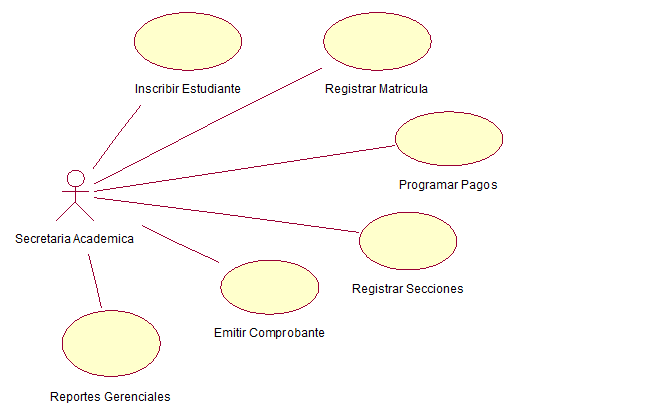 Inscribir Estudiante
Registrar Matricula
Programar Pagos
Secretaria Academica
Registrar Secciones
Emitir Comprobante
Reportes Gerenciales